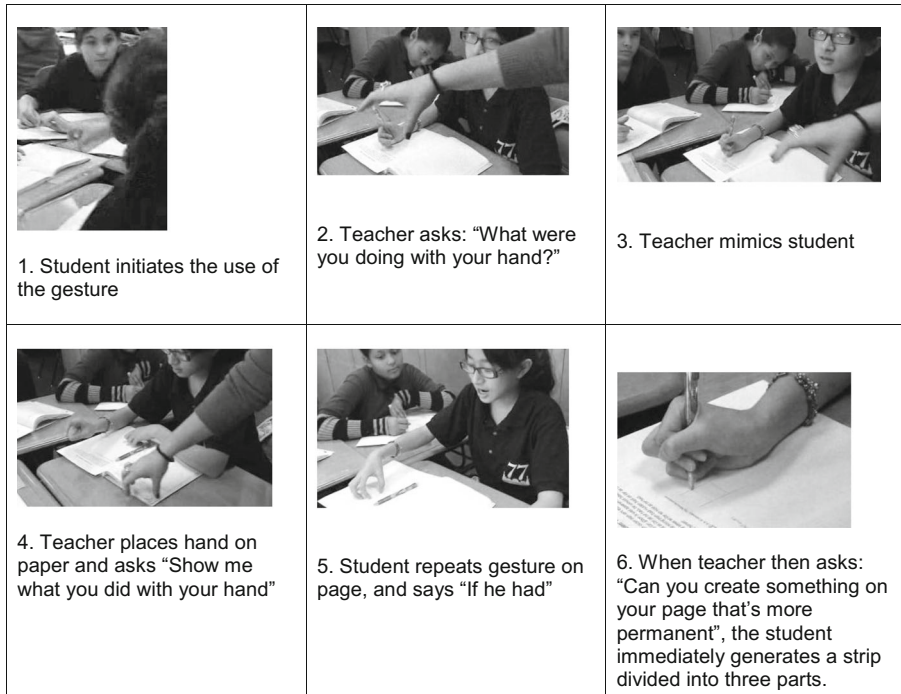 1. Student initiates the use of
the gesture
77
2. Teacher asks: “What were
you doing with your hand?”
77
3. Teacher mimics student
4. Teacher places hand on
paper and asks “Show me
what you did with your hand”
77
5. Student repeats gesture on
page, and says “If he had”
6. When teacher then asks:
“Can you create something on
your page that’s more
permanent”, the student
immediately generates a strip
divided into three parts.